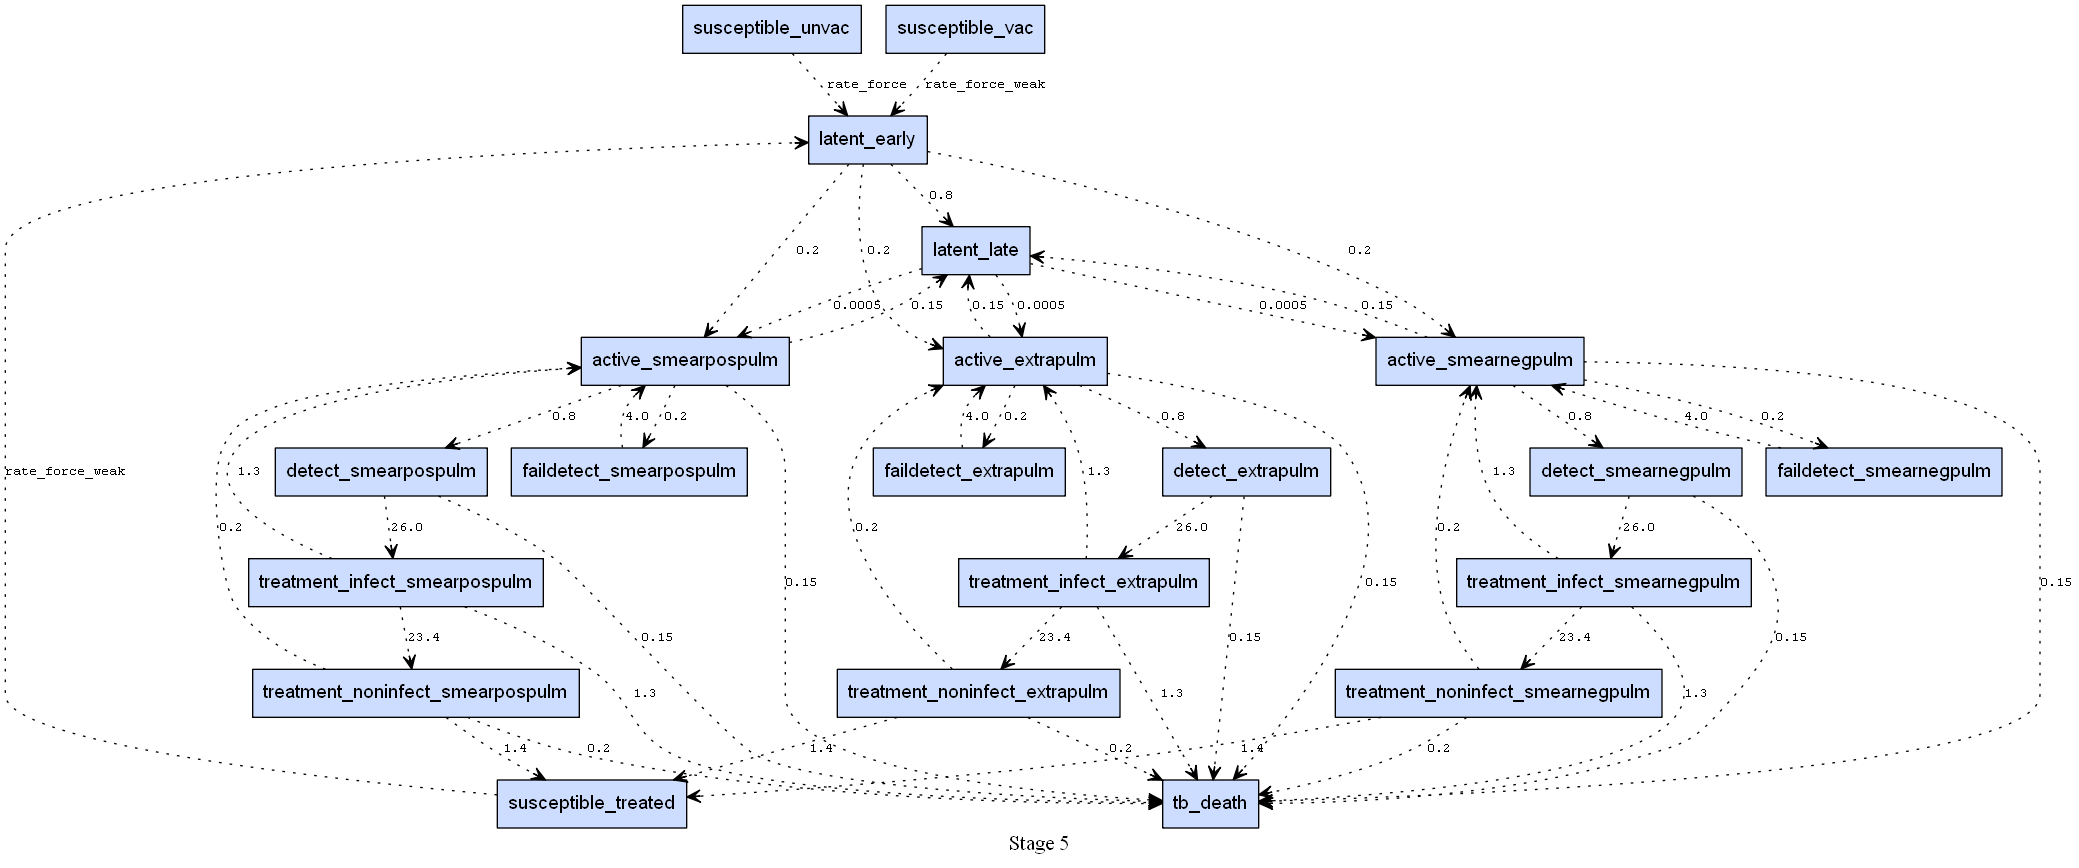 susceptible_unvac susceptible_vac
rate_force rate_force_weak
latent_early
0.8
latent_late
0.2 0.2 0.2
0.0005 0.15 0.15 0.0005 0.0005 0.15
active_smearpospulm active_extrapulm active_smearnegpulm
0.8 4.0 0.2 4.0 0.2 0.8 0.8 4.0 0.2
rate_force_weak 1.3 detect_smearpospulm faildetect_smearpospulm faildetect_extrapulm 1.3 detect_extrapulm 1.3 detect_smearnegpulm faildetect_smearnegpulm
0.2 26.0 0.2 26.0 0.2 26.0
treatment_infect_smearpospulm 0.15 treatment_infect_extrapulm 0.15 treatment_infect_smearnegpulm 0.15
23.4 0.15 23.4 0.15 23.4 0.15
treatment_noninfect_smearpospulm 1.3 treatment_noninfect_extrapulm 1.3 treatment_noninfect_smearnegpulm 1.3
1.4 0.2 1.4 0.2 1.4 0.2
susceptible_treated tb_death
Stage 5